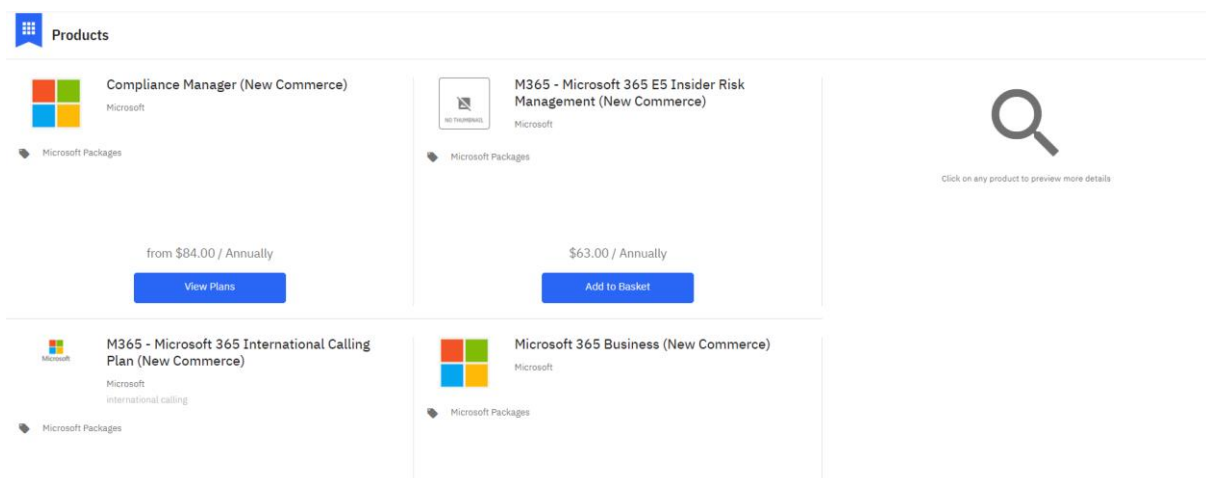 Products
Compliance Manager (New Commerce)
Microsoft
Microsoft Packages
from $84.00 / Annually
View Plans
M365 - Microsoft 365 E5 Insider Risk
Management (New Commerce)
NO THUMBNAIL
Microsoft
Microsoft Packages
$63.00 / Annually
Add to Basket
Click on any product to preview more details
M365 - Microsoft 365 International Calling
Plan (New Commerce)
Microsoft
Microsoft
international calling
Microsoft Packages
Microsoft 365 Business (New Commerce)
Microsoft
Microsoft Packages